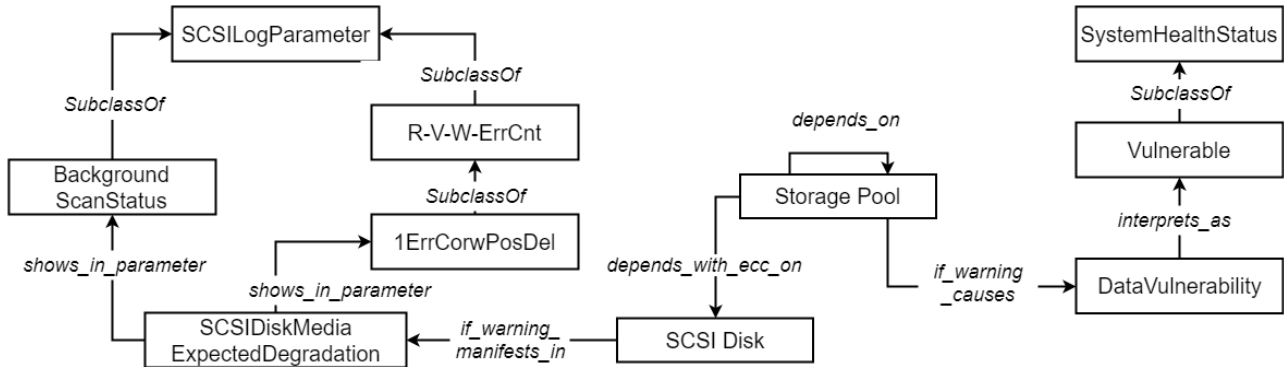 SCSILogParameter
SystemHealthStatus
SubclassOf
SubclassOf
SubclassOf
R-V-W-ErrCnt
depends_on
Vulnerable
Background
ScanStatus
Storage Pool
SubclassOf
interprets_as
1ErrCorwPosDel
shows_in_parameter
depends_with_ecc_on
if_warning
_causes
DataVulnerability
shows_in_parameter
SCSIDiskMedia
ExpectedDegradation
if_warning_
manifests_in
SCSI Disk